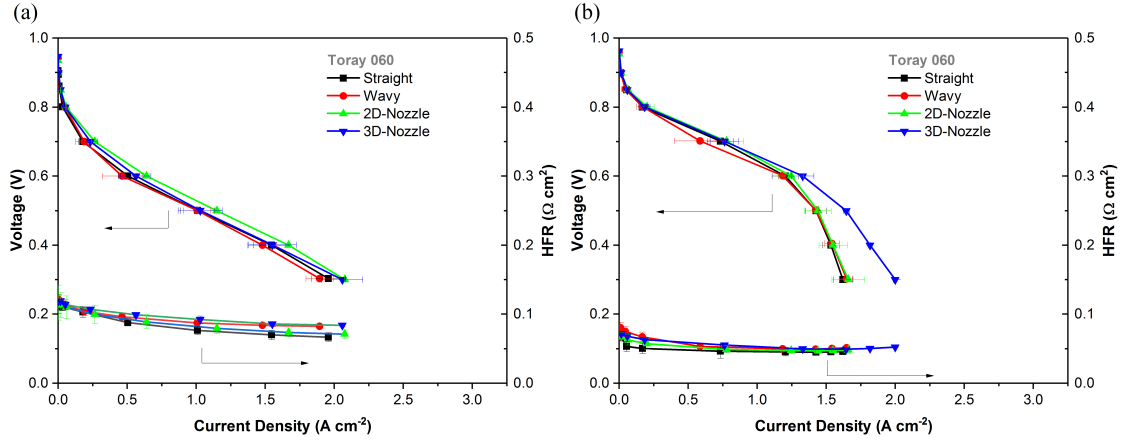 (a)
1.0
0.8
0.6
0.4
0.2
0.0
Voltage (V)
0.5
0.4
0.3
0.2
0.1
0.0
HFR (Ω cm²)
Toray 060
Straight
Wavy
2D-Nozzle
3D-Nozzle
0.0 0.5 1.0 1.5 2.0 2.5 3.0
Current Density (A cm⁻²)
(b)
1.0
0.8
0.6
0.4
0.2
0.0
Voltage (V)
0.5
0.4
0.3
0.2
0.1
0.0
HFR (Ω cm²)
Toray 060
Straight
Wavy
2D-Nozzle
3D-Nozzle
0.0 0.5 1.0 1.5 2.0 2.5 3.0
Current Density (A cm⁻²)